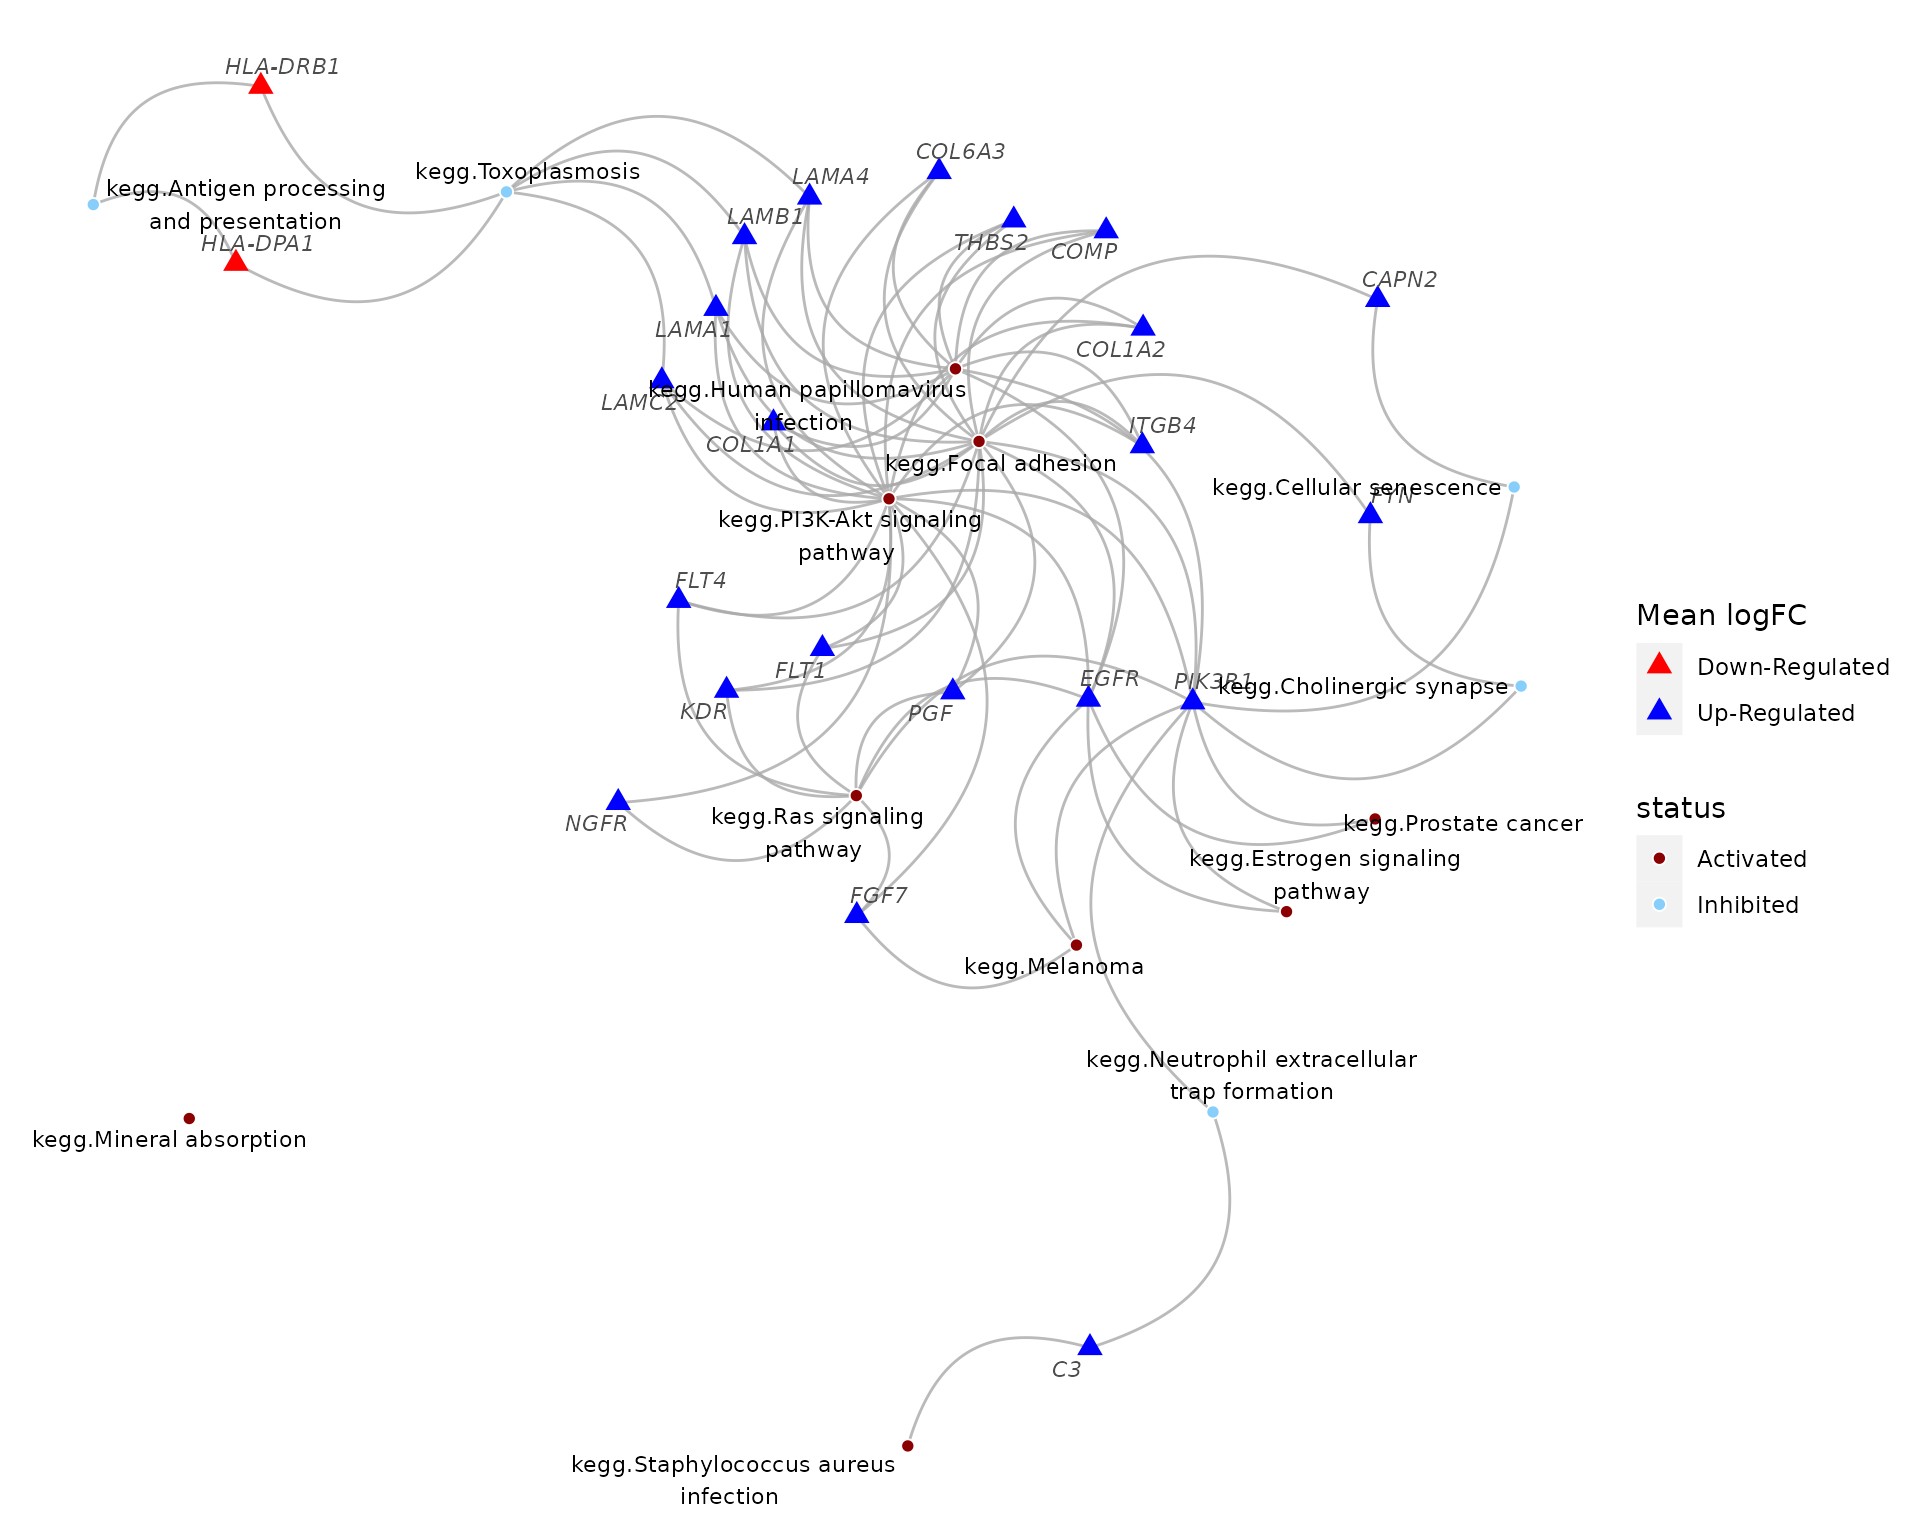 HLA-DRB1
COL6A3
kegg.Toxoplasmosis
LAMA4
kegg.Antigen processing
and presentation
LAMB1
HLA-DPA1
THBS2
COMP
CAPN2
LAMA1
COL1A2
kegg.Human papillomavirus
infection
LAMC2
COL1A1
ITGB4
kegg.Focal adhesion
kegg.Cellular senescence
FYN
kegg.PI3K-Akt signaling
pathway
FLT4
FLT1
KDR
PGF
EGFR
PIK3R1
kegg.Cholinergic synapse
NGFR
kegg.Ras signaling
pathway
kegg.Prostate cancer
kegg.Estrogen signaling
pathway
FGF7
kegg.Melanoma
kegg.Neutrophil extracellular
trap formation
kegg.Mineral absorption
C3
kegg.Staphylococcus aureus
infection
Mean logFC
Down-Regulated
Up-Regulated
status
Activated
Inhibited